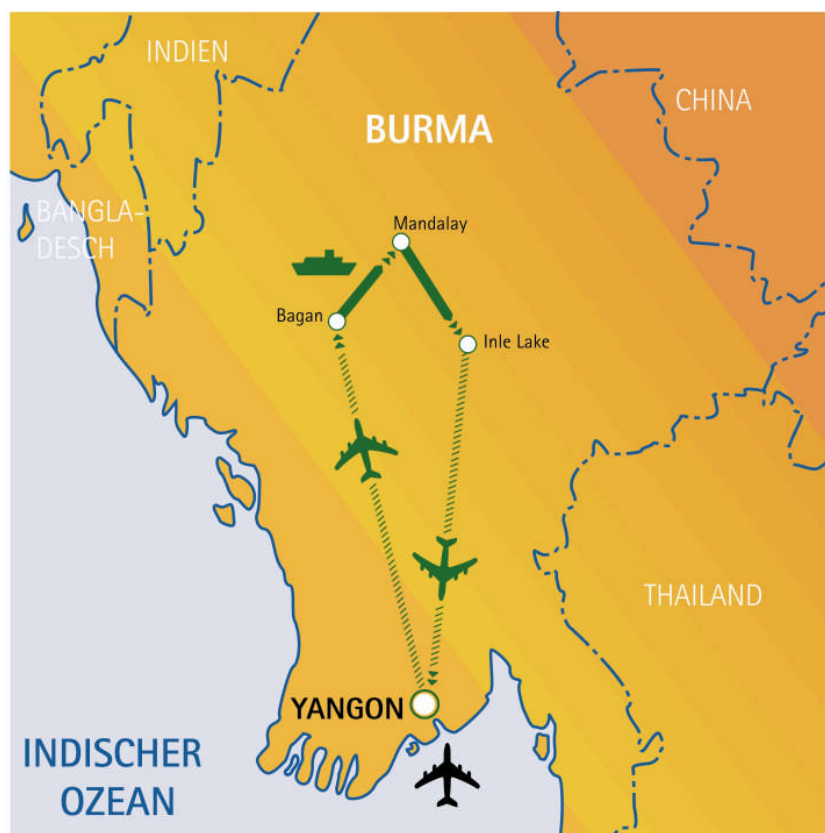 INDIEN
CHINA
BURMA
BANGLA-
DESCH
Mandalay
Bagan
Inle Lake
THAILAND
YANGON
INDISCHER
OZEAN